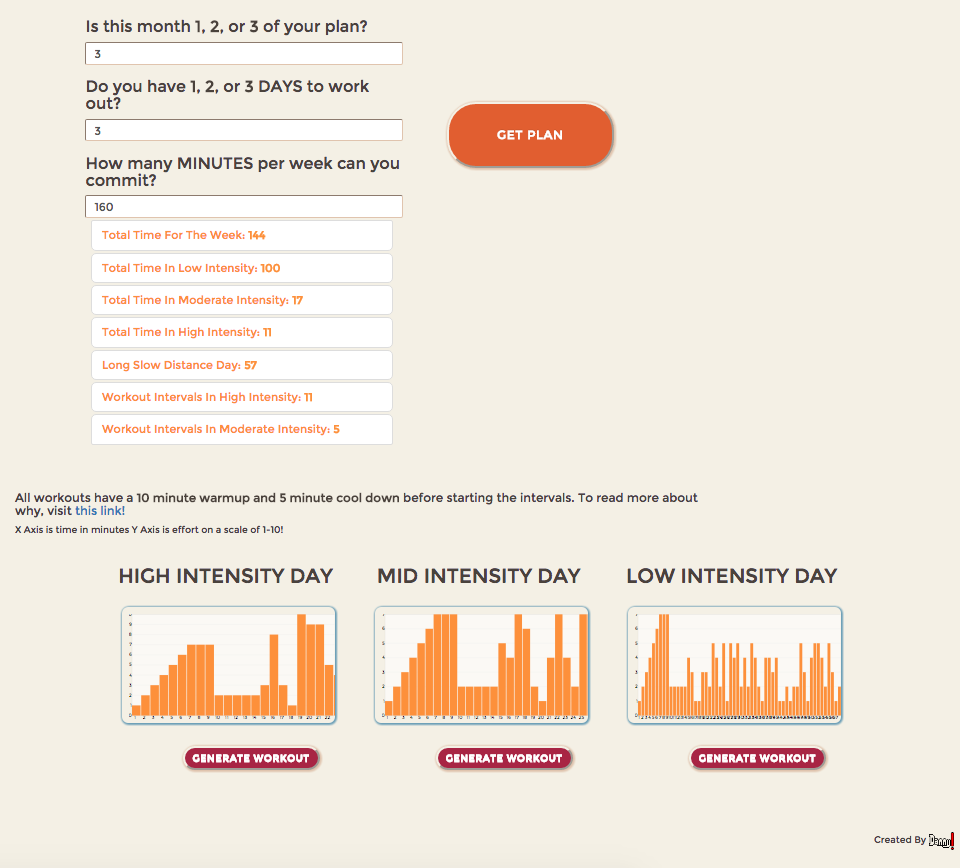 Is this month 1, 2, or 3 of your plan?
3
Do you have 1, 2, or 3 DAYS to work
out?
3
GET PLAN
How many MINUTES per week can you
commit?
160
Total Time For The Week: 144
Total Time In Low Intensity: 100
Total Time In Moderate Intensity: 17
Total Time In High Intensity: 11
Long Slow Distance Day: 57
Workout Intervals In High Intensity: 11
Workout Intervals In Moderate Intensity: 5
All workouts have a 10 minute warmup and 5 minute cool down before starting the intervals. To read more about
why, visit this link!
X Axis is time in minutes Y Axis is effort on a scale of 1-10!
HIGH INTENSITY DAY
MID INTENSITY DAY
LOW INTENSITY DAY
GENERATE WORKOUT
GENERATE WORKOUT
GENERATE WORKOUT
Created By